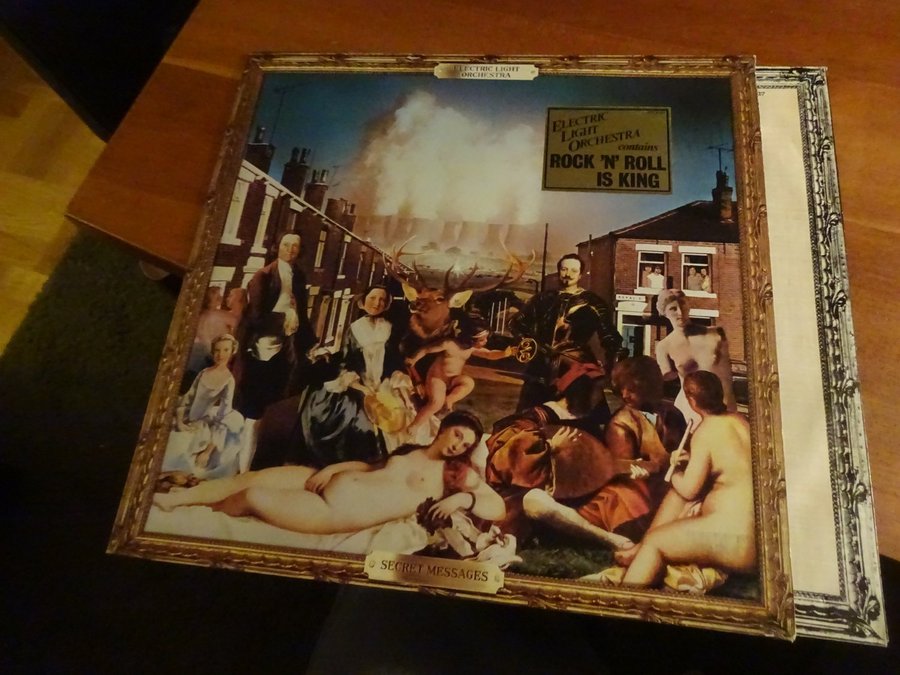 ELECTRIC LIGHT
ORCHESTRA
ELECTRIC
LIGHT
ORCHESTRA
contains
ROCK 'N' ROLL
IS KING
SECRET MESSAGES